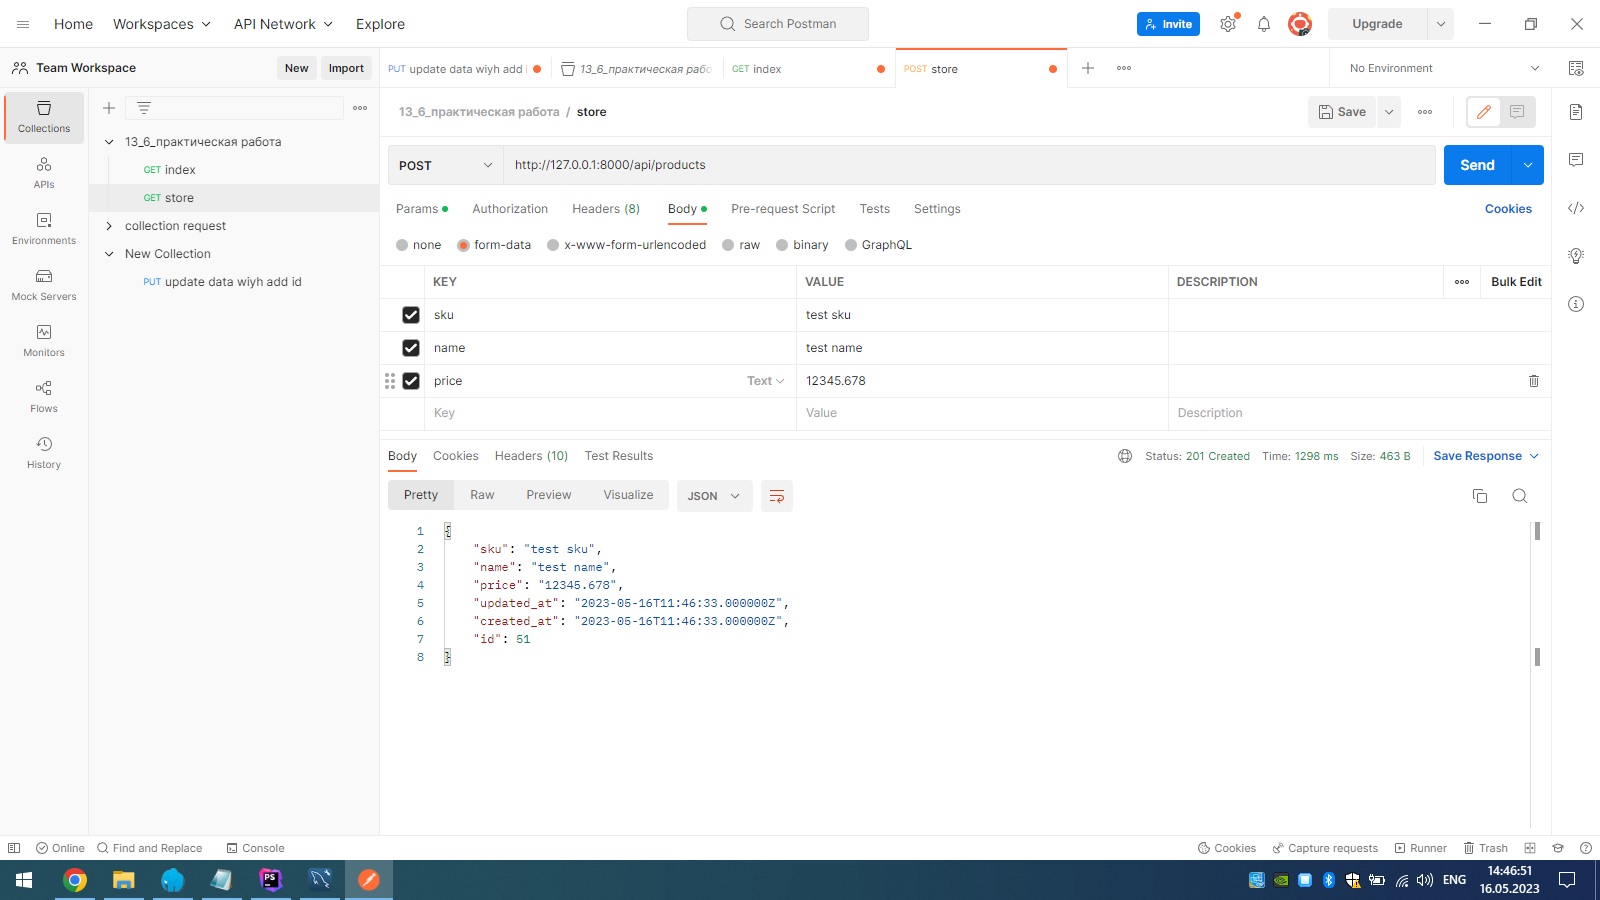 Home Workspaces API Network Explore Search Postman Invite Upgrade
Team Workspace New Import PUT update data wiyh add 13_6_практическая рабо GET index POST store No Environment
Collections
APIs
Environments
Mock Servers
Monitors
Flows
History
13_6_практическая работа
GET index
GET store
collection request
New Collection
PUT update data wiyh add id
13_6_практическая работа / store Save
POST http://127.0.0.1:8000/api/products Send
Params Authorization Headers (8) Body Pre-request Script Tests Settings Cookies
none form-data x-www-form-urlencoded raw binary GraphQL
KEY VALUE DESCRIPTION Bulk Edit
sku test sku
name test name
price Text 12345.678
Key Value Description
Body Cookies Headers (10) Test Results Status: 201 Created Time: 1298 ms Size: 463 B Save Response
Pretty Raw Preview Visualize JSON
1 {
2 "sku": "test sku",
3 "name": "test name",
4 "price": "12345.678",
5 "updated_at": "2023-05-16T11:46:33.000000Z",
6 "created_at": "2023-05-16T11:46:33.000000Z",
7 "id": 51
8 }
Online Find and Replace Console Cookies Capture requests Runner Trash
PS ENG 14:46:51
16.05.2023